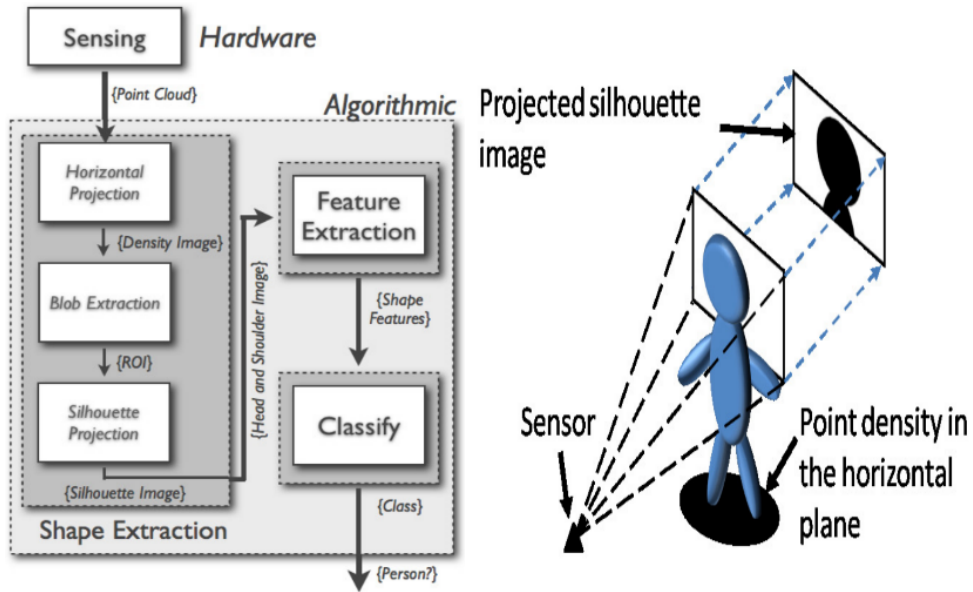 Sensing
Hardware
{Point Cloud}
Algorithmic
Horizontal
Projection
{Density Image}
Blob Extraction
{ROI}
Silhouette
Projection
{Silhouette Image}
Shape Extraction
{Head and Shoulder Image}
Feature
Extraction
{Shape
Features}
Classify
{Class}
{Person?}
Projected silhouette
image
Sensor
Point density in
the horizontal
plane